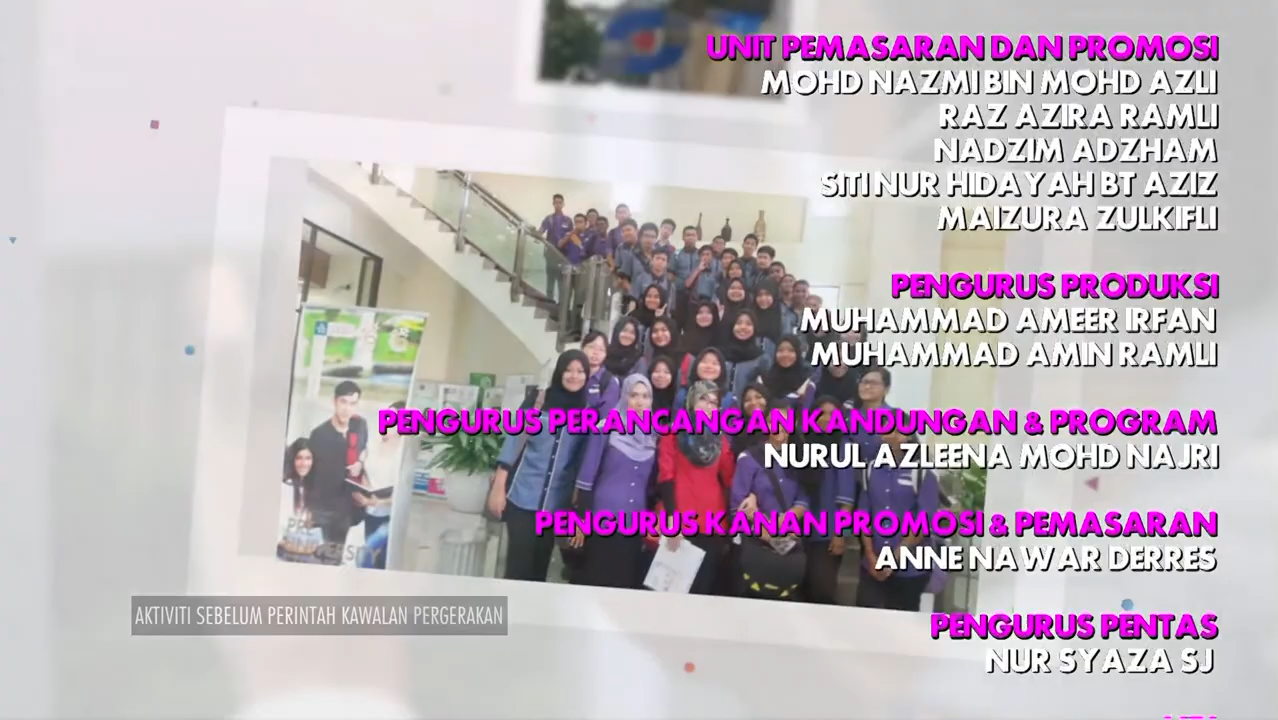 UNIT PEMASARAN DAN PROMOSI
MOHD NAZMI BIN MOHD AZLI
RAZ AZIRA RAMLI
NADZIM ADZHAM
SITI NUR HIDAYAH BT AZIZ
MAIZURA ZULKIFLI
PENGURUS PRODUKSI
MUHAMMAD AMEER IRFAN
MUHAMMAD AMIN RAMLI
PENGURUS PERANCANGAN KANDUNGAN & PROGRAM
NURUL AZLEENA MOHD NAJRI
PENGURUS KANAN PROMOSI & PEMASARAN
ANNE NAWAR DERRES
PENGURUS PENTAS
NUR SYAZA SJ
AKTIVITI SEBELUM PERINTAH KAWALAN PERGERAKAN